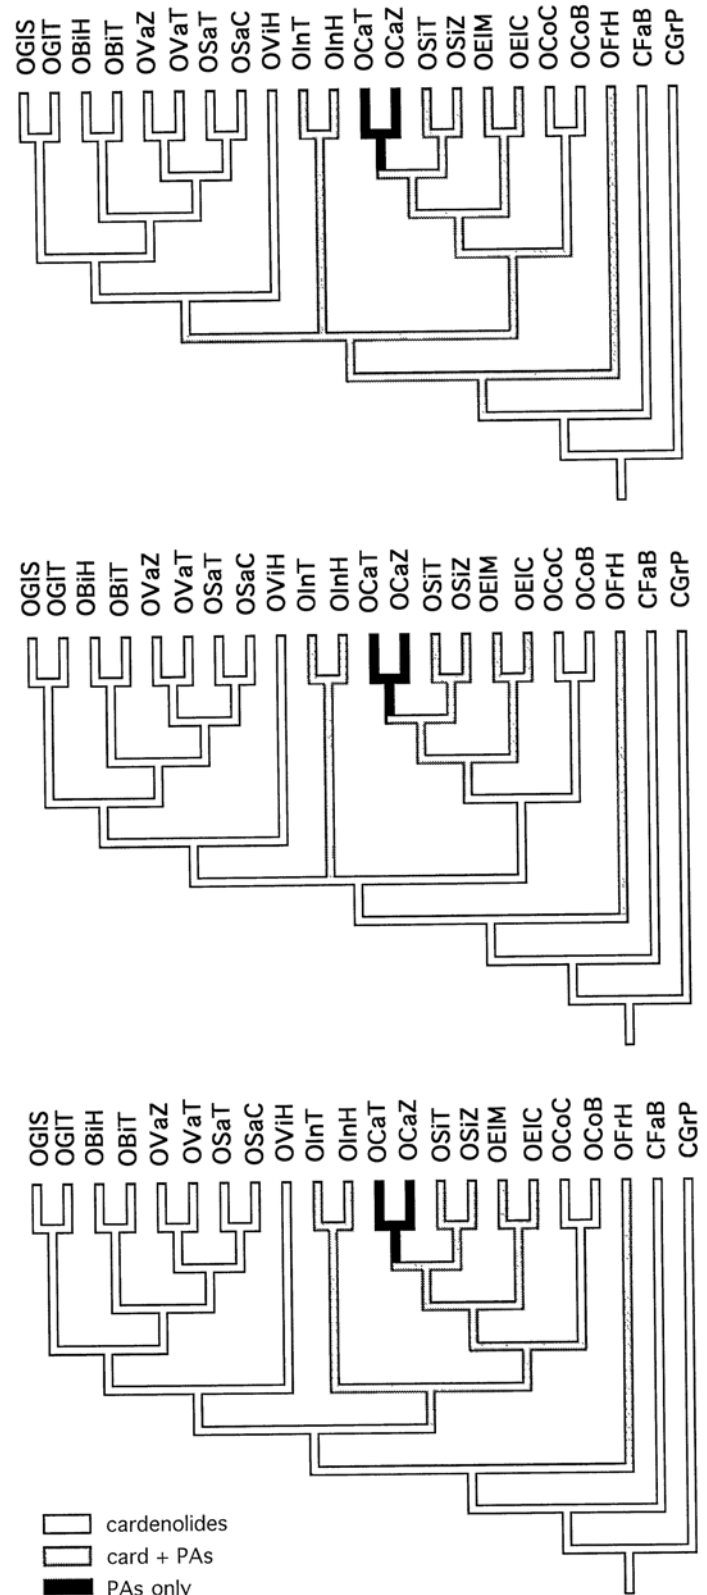 OGlS OGlT OBiH OBiT OVaZ OVaT OSaT OSaC OViH OInT OInH OCaT OCaZ OSiT OSiZ OElM OElC OCoC OCoB OFrH CFaB CGrP
OGlS OGlT OBiH OBiT OVaZ OVaT OSaT OSaC OViH OInT OInH OCaT OCaZ OSiT OSiZ OElM OElC OCoC OCoB OFrH CFaB CGrP
OGlS OGlT OBiH OBiT OVaZ OVaT OSaT OSaC OViH OInT OInH OCaT OCaZ OSiT OSiZ OElM OElC OCoC OCoB OFrH CFaB CGrP
cardenolides
card + PAs
PAs only